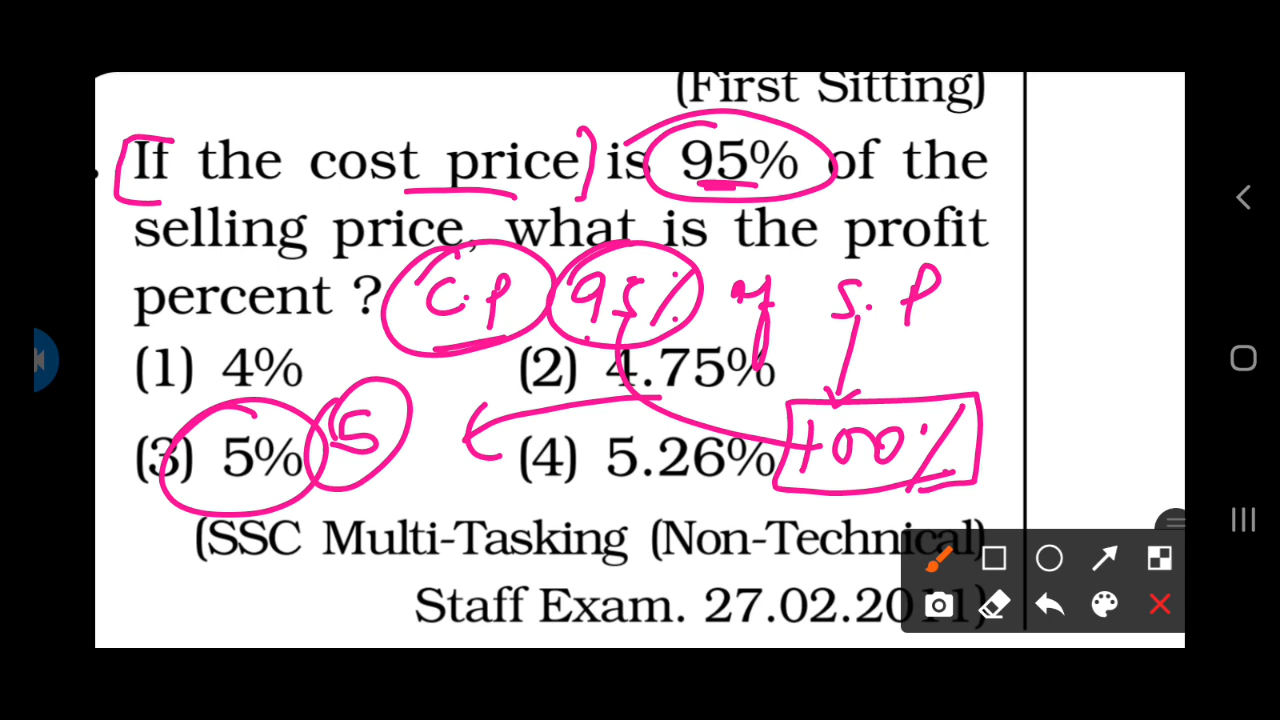 (First Sitting)
If the cost price is 95% of the
selling price, what is the profit
percent ? C.P 95% of S.P
(1) 4% (2) 4.75%
(3) 5% 5 (4) 5.26% 100%
(SSC Multi-Tasking (Non-Technical)
Staff Exam. 27.02.2011)